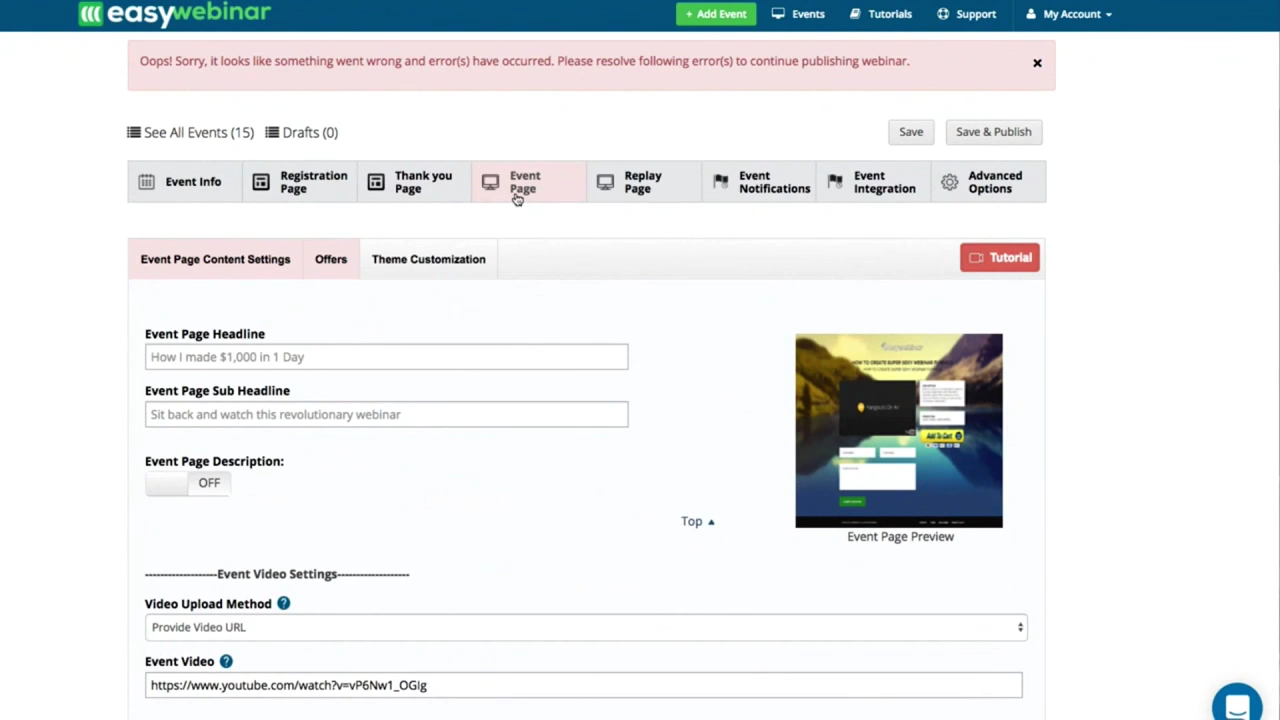 easywebinar
+ Add Event
Events
Tutorials
Support
My Account
Oops! Sorry, it looks like something went wrong and error(s) have occurred. Please resolve following error(s) to continue publishing webinar.
See All Events (15)
Drafts (0)
Save
Save & Publish
Event Info
Registration
Page
Thank you
Page
Event
Page
Replay
Page
Event
Notifications
Event
Integration
Advanced
Options
Event Page Content Settings
Offers
Theme Customization
Tutorial
Event Page Headline
How I made $1,000 in 1 Day
Event Page Sub Headline
Sit back and watch this revolutionary webinar
Event Page Description:
OFF
Top
Event Page Preview
-------------------Event Video Settings-------------------
Video Upload Method ?
Provide Video URL
Event Video ?
https://www.youtube.com/watch?v=vP6Nw1_OGIg